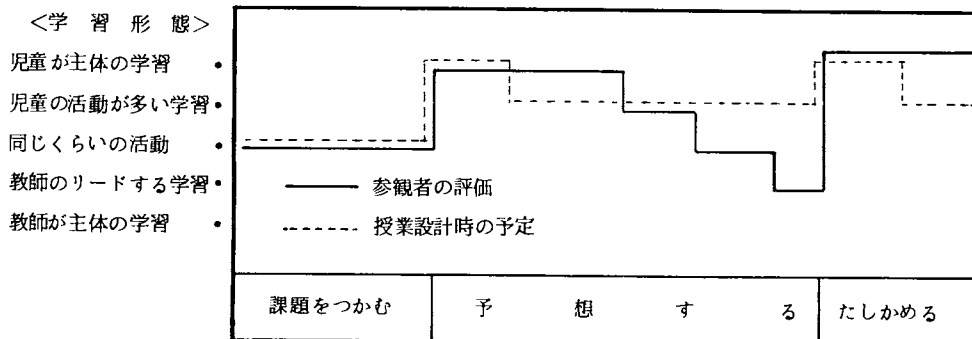 <学習形態>
児童が主体の学習 •
児童の活動が多い学習 •
同じくらいの活動 •
教師のリードする学習 •
教師が主体の学習 •
参観者の評価
授業設計時の予定
課題をつかむ 予想する たしかめる